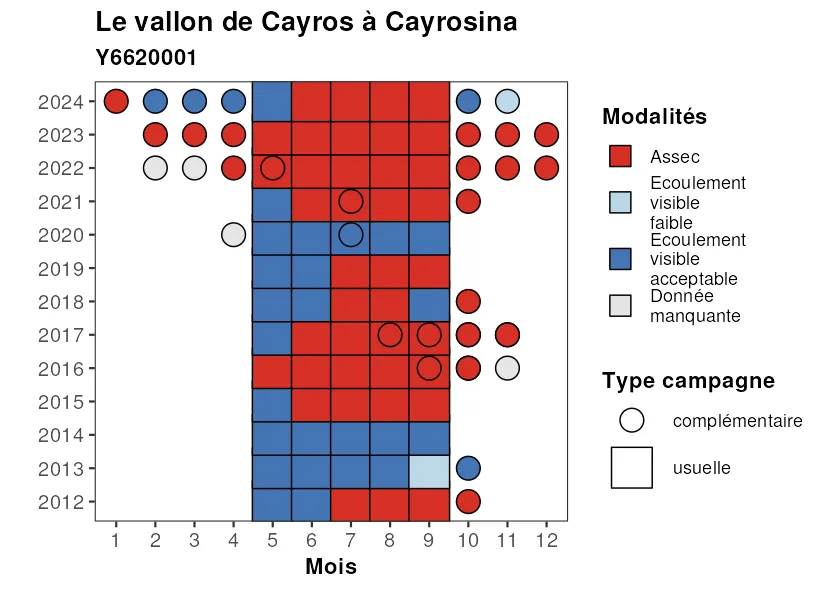 Le vallon de Cayros à Cayrosina
Y6620001
2024
2023
2022
2021
2020
2019
2018
2017
2016
2015
2014
2013
2012
1 2 3 4 5 6 7 8 9 10 11 12
Mois
Modalités
Assec
Ecoulement
visible
faible
Ecoulement
visible
acceptable
Donnée
manquante
Type campagne
complémentaire
usuelle